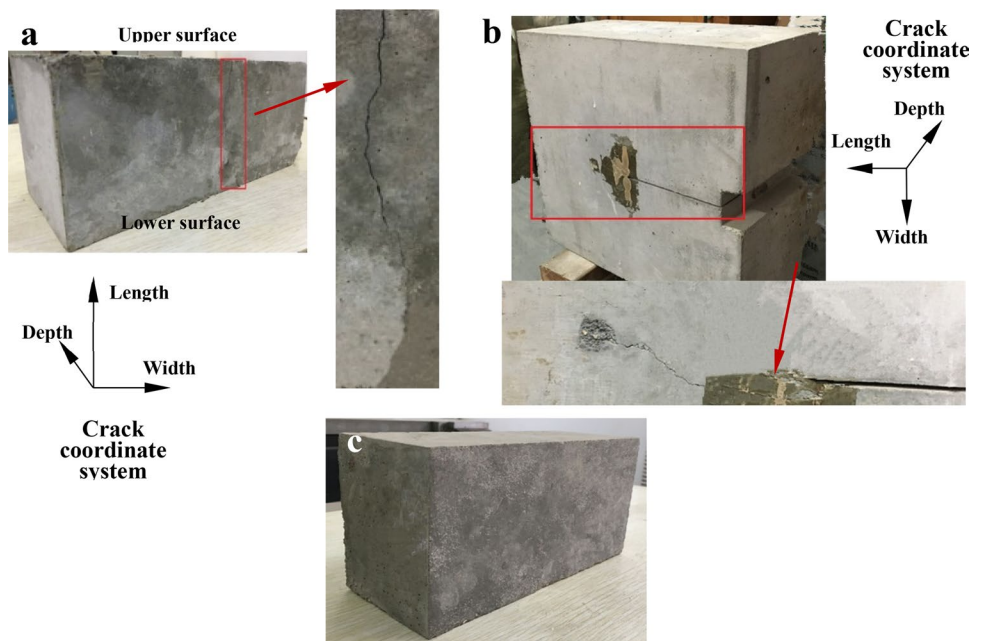 a
Upper surface
Lower surface
Length
Depth
Width
Crack
coordinate
system
b
Crack
coordinate
system
Depth
Length
Width
c